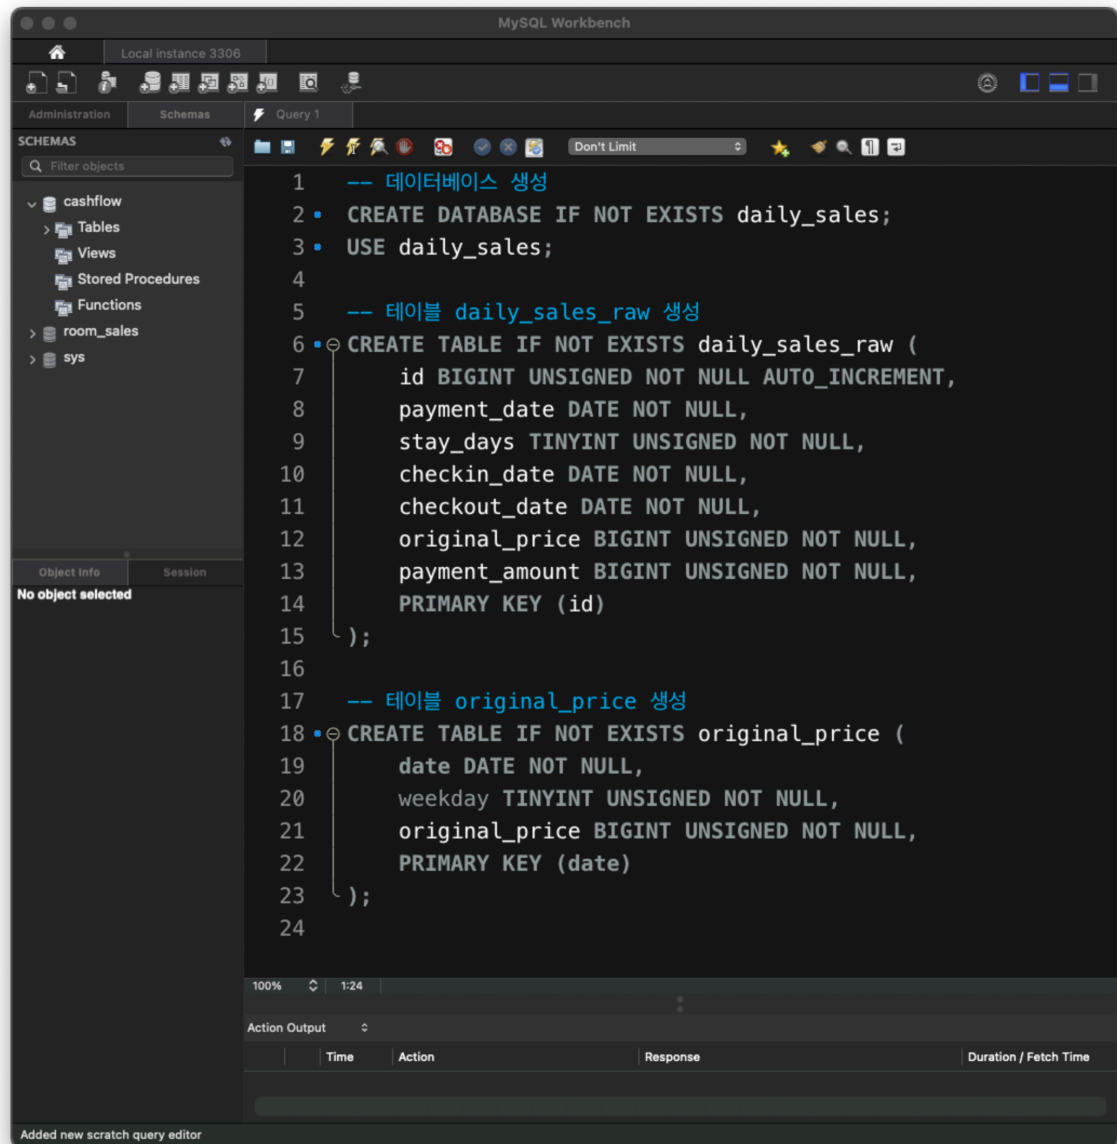 MySQL Workbench
Local instance 3306
Administration
Schemas
Query 1
SCHEMAS
Filter objects
Don't Limit
cashflow
Tables
Views
Stored Procedures
Functions
room_sales
sys
Object Info
Session
No object selected
1 -- 데이터베이스 생성
2 CREATE DATABASE IF NOT EXISTS daily_sales;
3 USE daily_sales;
4
5 -- 테이블 daily_sales_raw 생성
6 CREATE TABLE IF NOT EXISTS daily_sales_raw (
7 id BIGINT UNSIGNED NOT NULL AUTO_INCREMENT,
8 payment_date DATE NOT NULL,
9 stay_days TINYINT UNSIGNED NOT NULL,
10 checkin_date DATE NOT NULL,
11 checkout_date DATE NOT NULL,
12 original_price BIGINT UNSIGNED NOT NULL,
13 payment_amount BIGINT UNSIGNED NOT NULL,
14 PRIMARY KEY (id)
15 );
16
17 -- 테이블 original_price 생성
18 CREATE TABLE IF NOT EXISTS original_price (
19 date DATE NOT NULL,
20 weekday TINYINT UNSIGNED NOT NULL,
21 original_price BIGINT UNSIGNED NOT NULL,
22 PRIMARY KEY (date)
23 );
24
100% 1:24
Action Output
Time Action Response Duration / Fetch Time
Added new scratch query editor